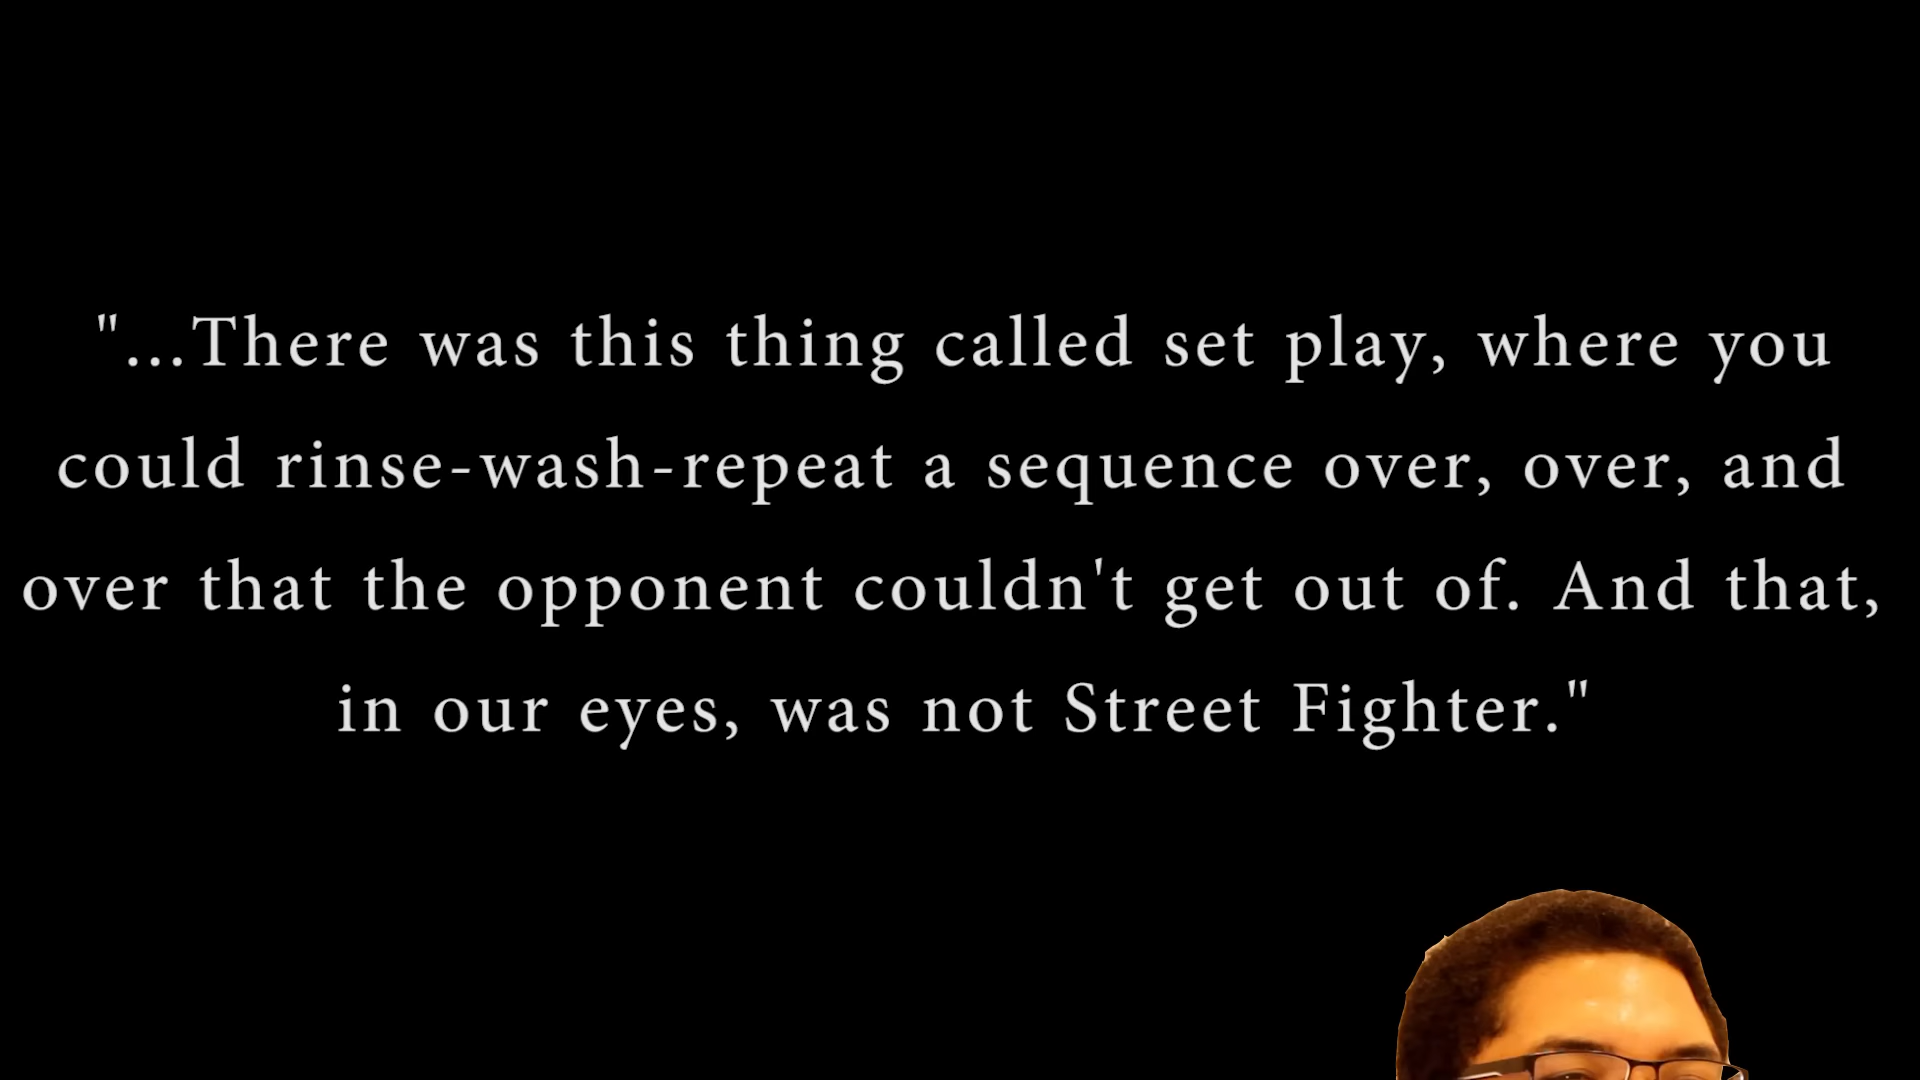 "...There was this thing called set play, where you
could rinse-wash-repeat a sequence over, over, and
over that the opponent couldn't get out of. And that,
in our eyes, was not Street Fighter."